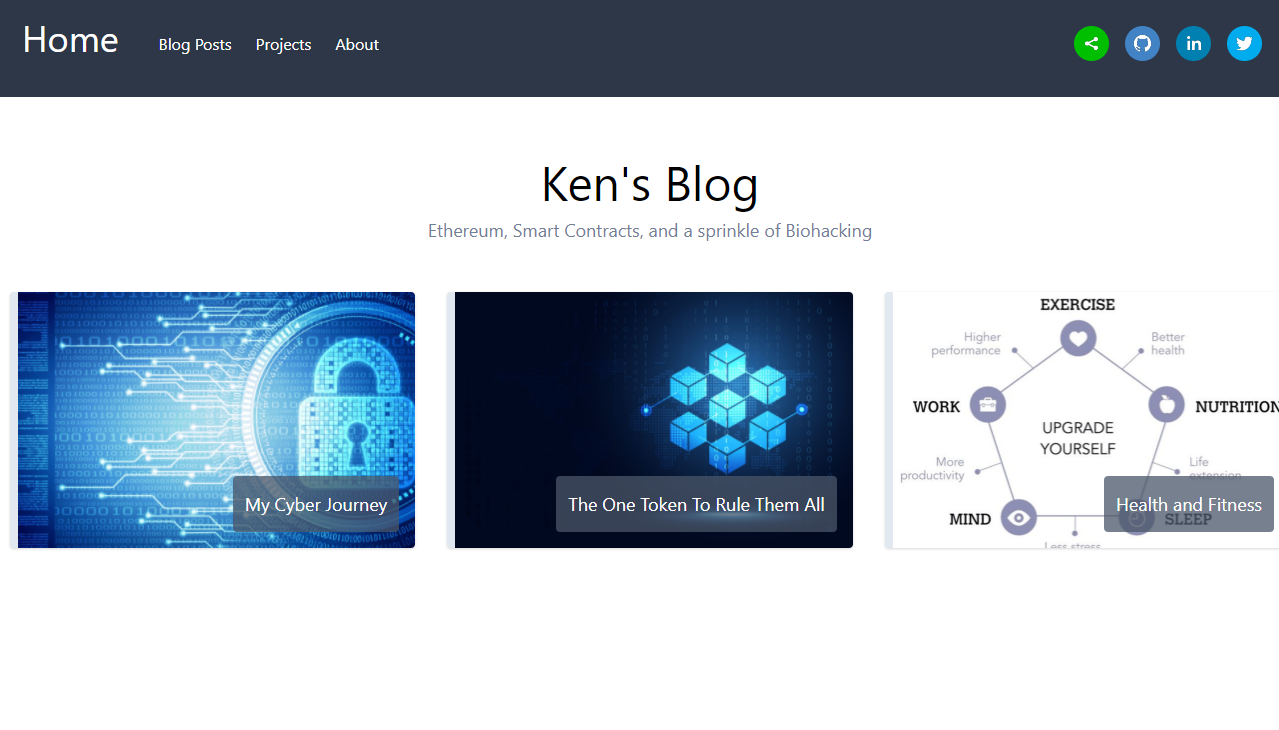 Home
Blog Posts
Projects
About
in
Ken's Blog
Ethereum, Smart Contracts, and a sprinkle of Biohacking
My Cyber Journey
The One Token To Rule Them All
EXERCISE
Higher
performance
Better
health
WORK
NUTRITION
UPGRADE
YOURSELF
More
productivity
Life
extension
MIND
SLEEP
Less stress
Health and Fitness